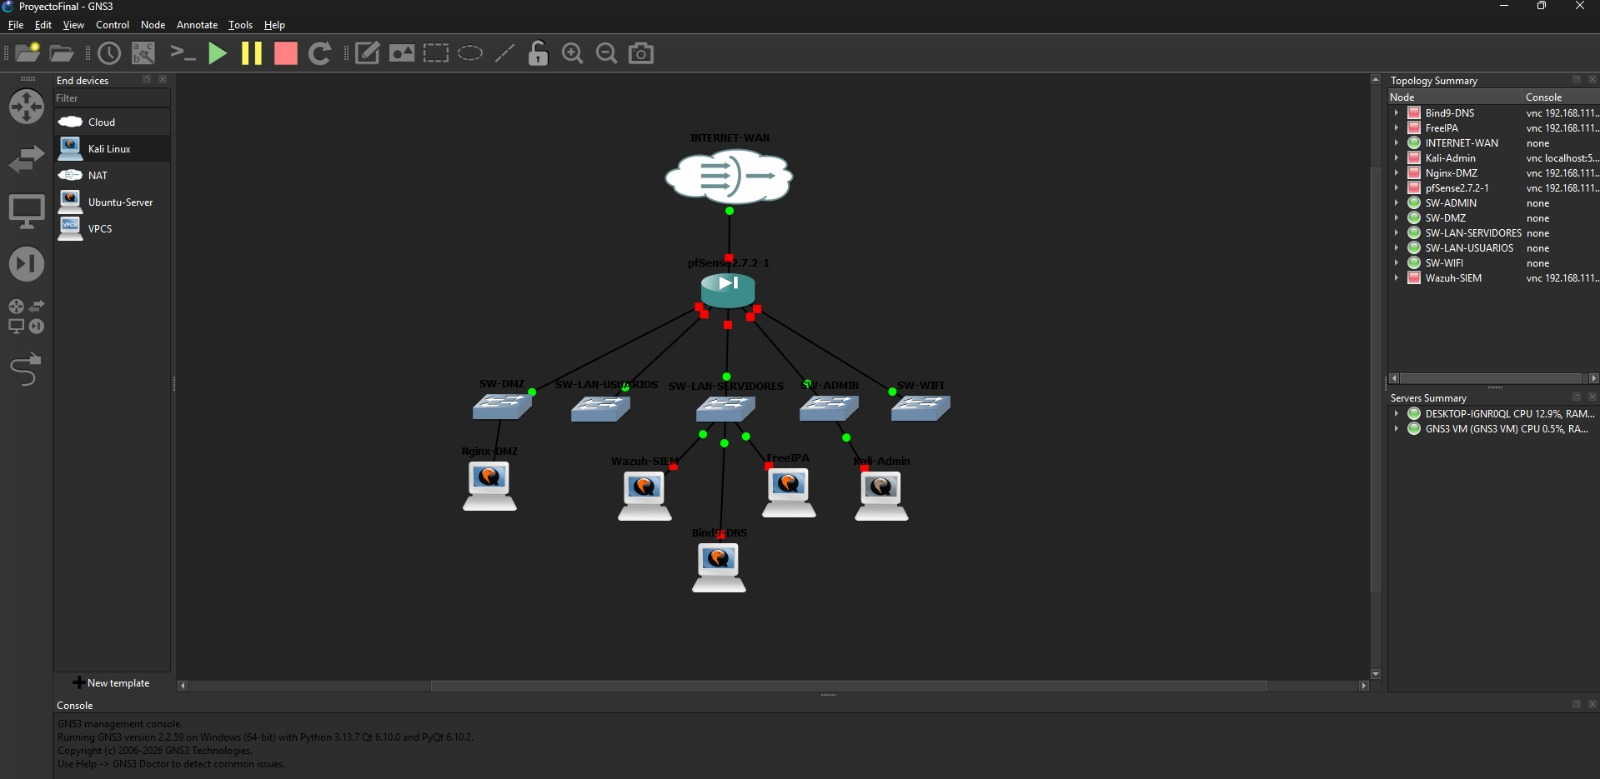 ProyectoFinal - GNS3
File Edit View Control Node Annotate Tools Help
End devices
Filter
Cloud
Kali Linux
NAT
Ubuntu-Server
VPCS
New template
INTERNET-WAN
pfSense2.7.2-1
SW-DMZ
SW-LAN-USUARIOS
SW-LAN-SERVIDORES
SW-ADMIN
SW-WIFI
Nginx-DMZ
Wazuh-SIEM
FreeIPA
Kali-Admin
Bind9-DNS
Topology Summary
Node Console
Bind9-DNS vnc 192.168.111...
FreeIPA vnc 192.168.111...
INTERNET-WAN none
Kali-Admin vnc localhost:5...
Nginx-DMZ vnc 192.168.111...
pfSense2.7.2-1 vnc 192.168.111...
SW-ADMIN none
SW-DMZ none
SW-LAN-SERVIDORES none
SW-LAN-USUARIOS none
SW-WIFI none
Wazuh-SIEM vnc 192.168.111...
Servers Summary
DESKTOP-IGNR0QL CPU 12.9%, RAM...
GNS3 VM (GNS3 VM) CPU 0.5%, RA...
Console
GNS3 management console.
Running GNS3 version 2.2.59 on Windows (64-bit) with Python 3.13.7 Qt 6.10.0 and PyQt 6.10.2.
Copyright (c) 2006-2026 GNS3 Technologies.
Use Help -> GNS3 Doctor to detect common issues.